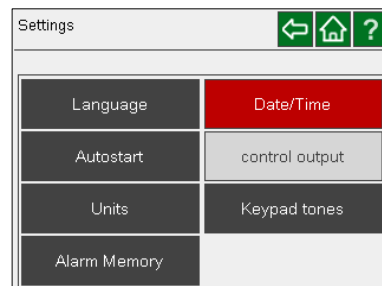 Settings
?
Language
Date/Time
Autostart
control output
Units
Keypad tones
Alarm Memory